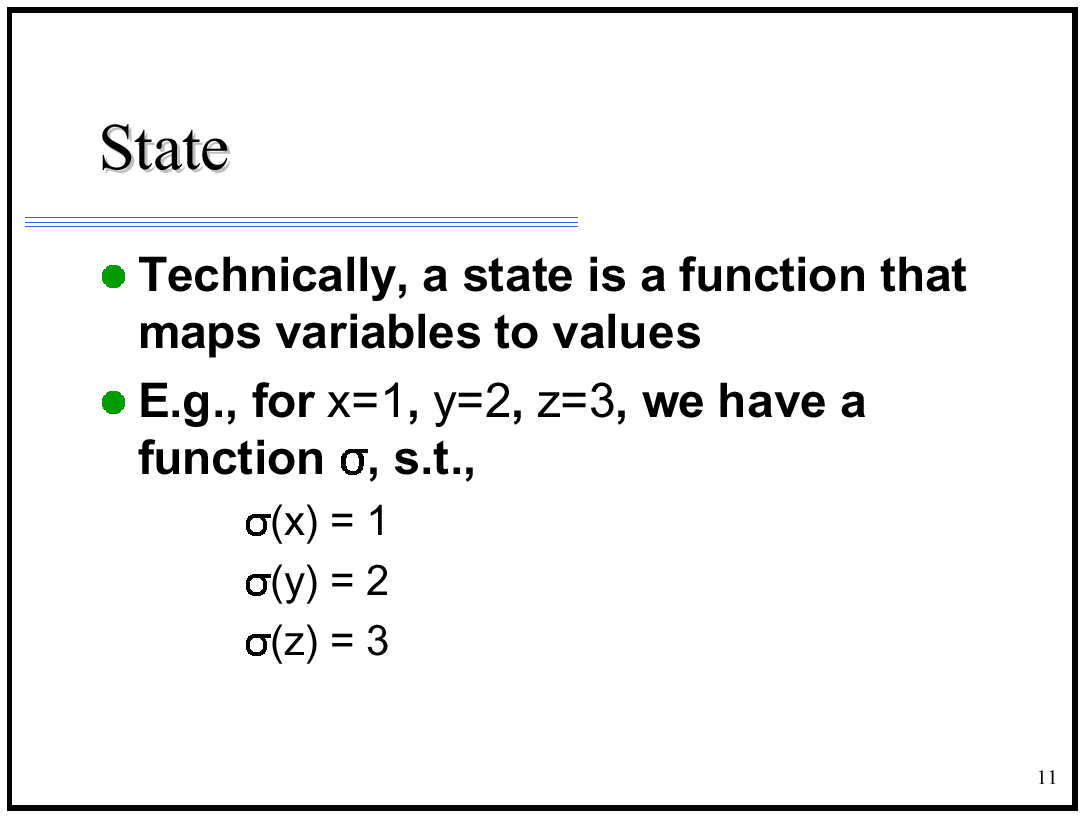 State
Technically, a state is a function that
maps variables to values
E.g., for x=1, y=2, z=3, we have a
function σ, s.t.,
σ(x) = 1
σ(y) = 2
σ(z) = 3
11